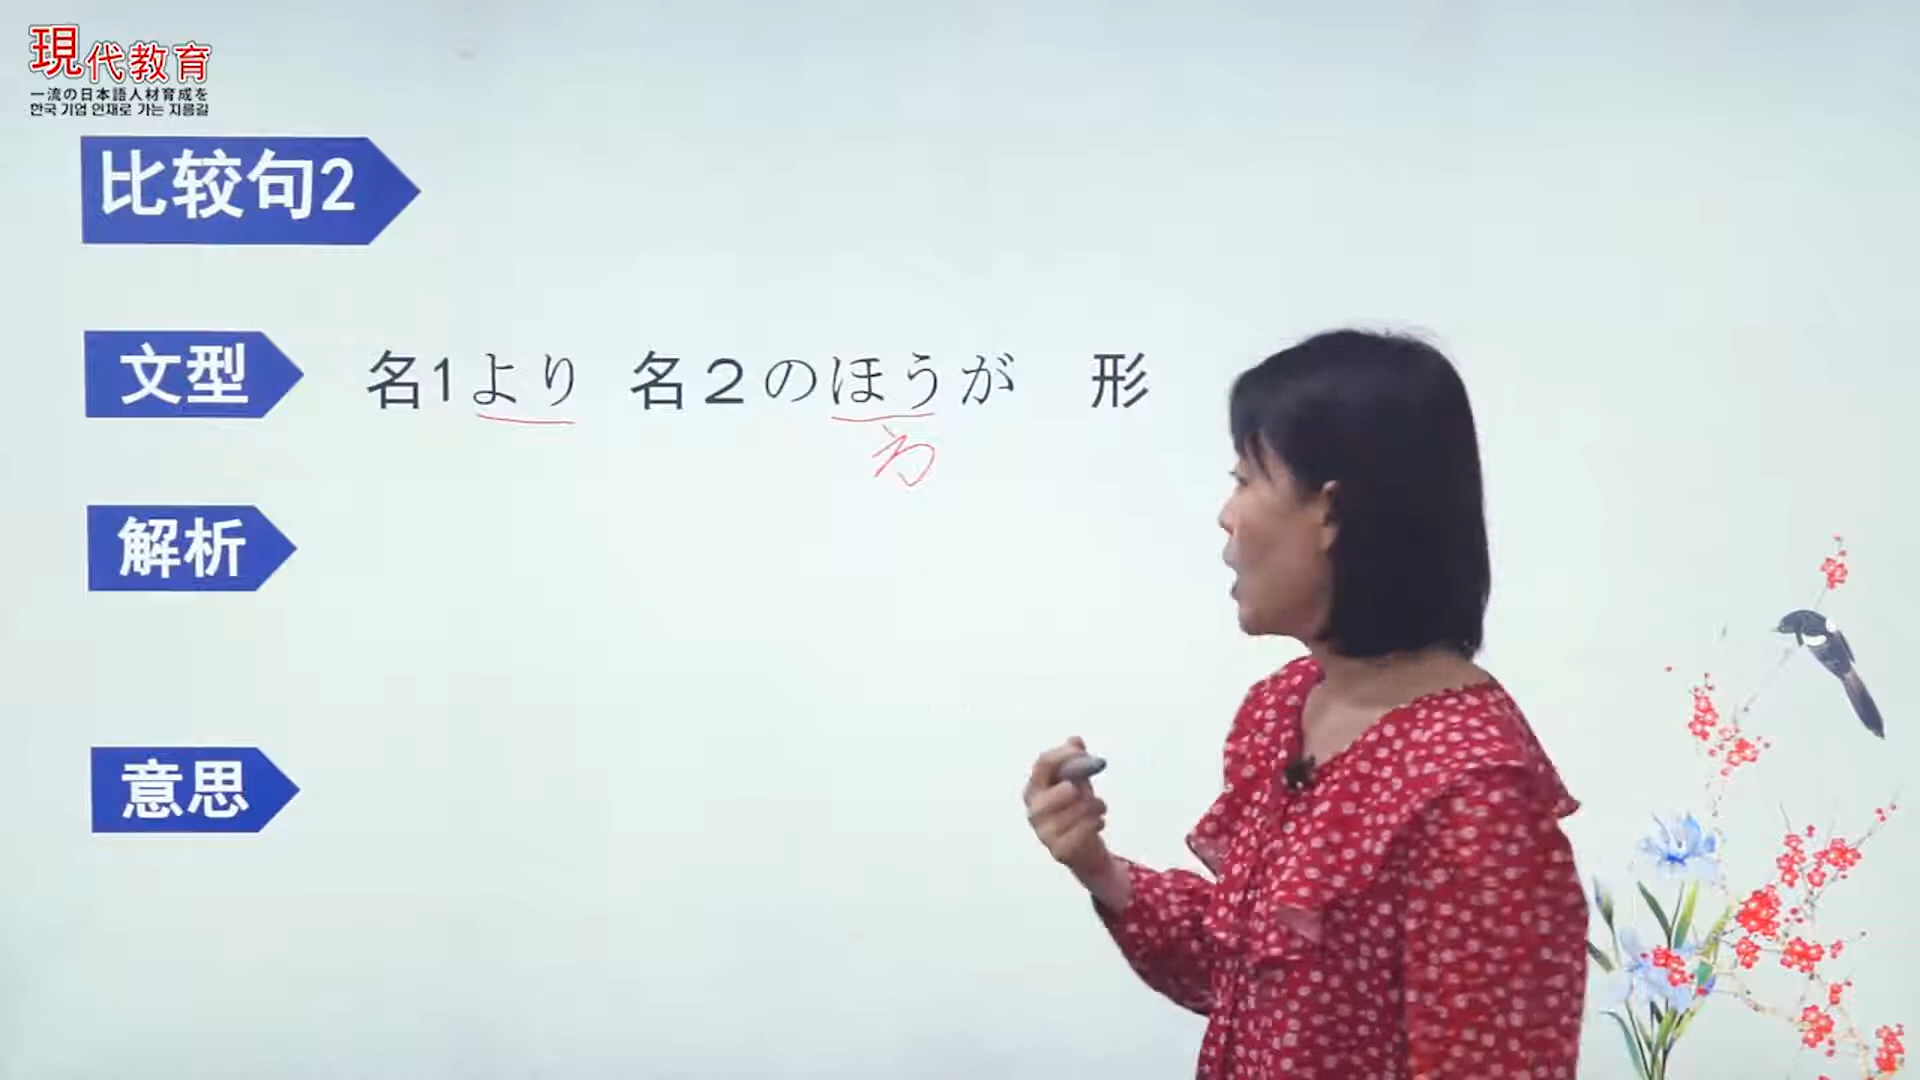 現代教育
一流の日本語人材育成を
한국 기업 인재로 가는 지름길
比较句2
文型
名1より 名２のほうが 形
方
解析
意思